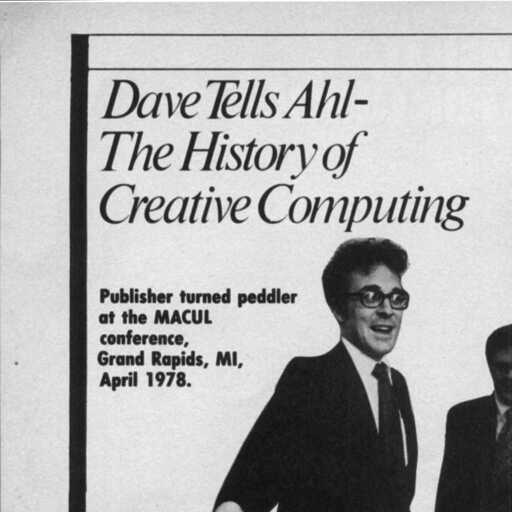 Dave Tells Ahl-
The History of
Creative Computing
Publisher turned peddler
at the MACUL
conference,
Grand Rapids, MI,
April 1978.